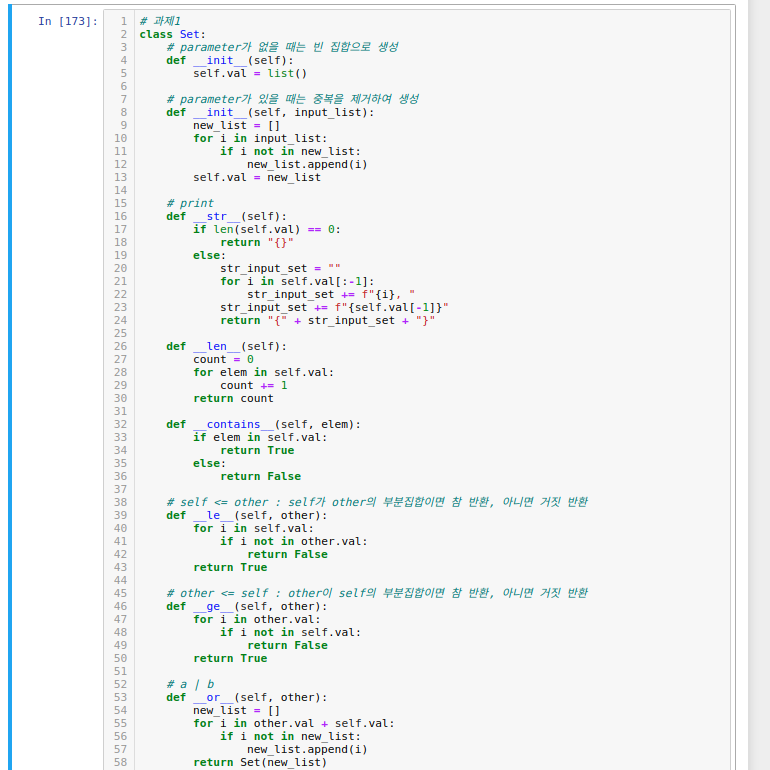 In [173]:
1 # 과제1
2 class Set:
3     # parameter가 없을 때는 빈 집합으로 생성
4     def __init__(self):
5         self.val = list()
6
7     # parameter가 있을 때는 중복을 제거하여 생성
8     def __init__(self, input_list):
9         new_list = []
10         for i in input_list:
11             if i not in new_list:
12                 new_list.append(i)
13         self.val = new_list
14
15     # print
16     def __str__(self):
17         if len(self.val) == 0:
18             return "{}"
19         else:
20             str_input_set = ""
21             for i in self.val[:-1]:
22                 str_input_set += f"{i}, "
23             str_input_set += f"{self.val[-1]}"
24             return "{" + str_input_set + "}"
25
26     def __len__(self):
27         count = 0
28         for elem in self.val:
29             count += 1
30         return count
31
32     def __contains__(self, elem):
33         if elem in self.val:
34             return True
35         else:
36             return False
37
38     # self <= other : self가 other의 부분집합이면 참 반환, 아니면 거짓 반환
39     def __le__(self, other):
40         for i in self.val:
41             if i not in other.val:
42                 return False
43         return True
44
45     # other <= self : other이 self의 부분집합이면 참 반환, 아니면 거짓 반환
46     def __ge__(self, other):
47         for i in other.val:
48             if i not in self.val:
49                 return False
50         return True
51
52     # a | b
53     def __or__(self, other):
54         new_list = []
55         for i in other.val + self.val:
56             if i not in new_list:
57                 new_list.append(i)
58         return Set(new_list)